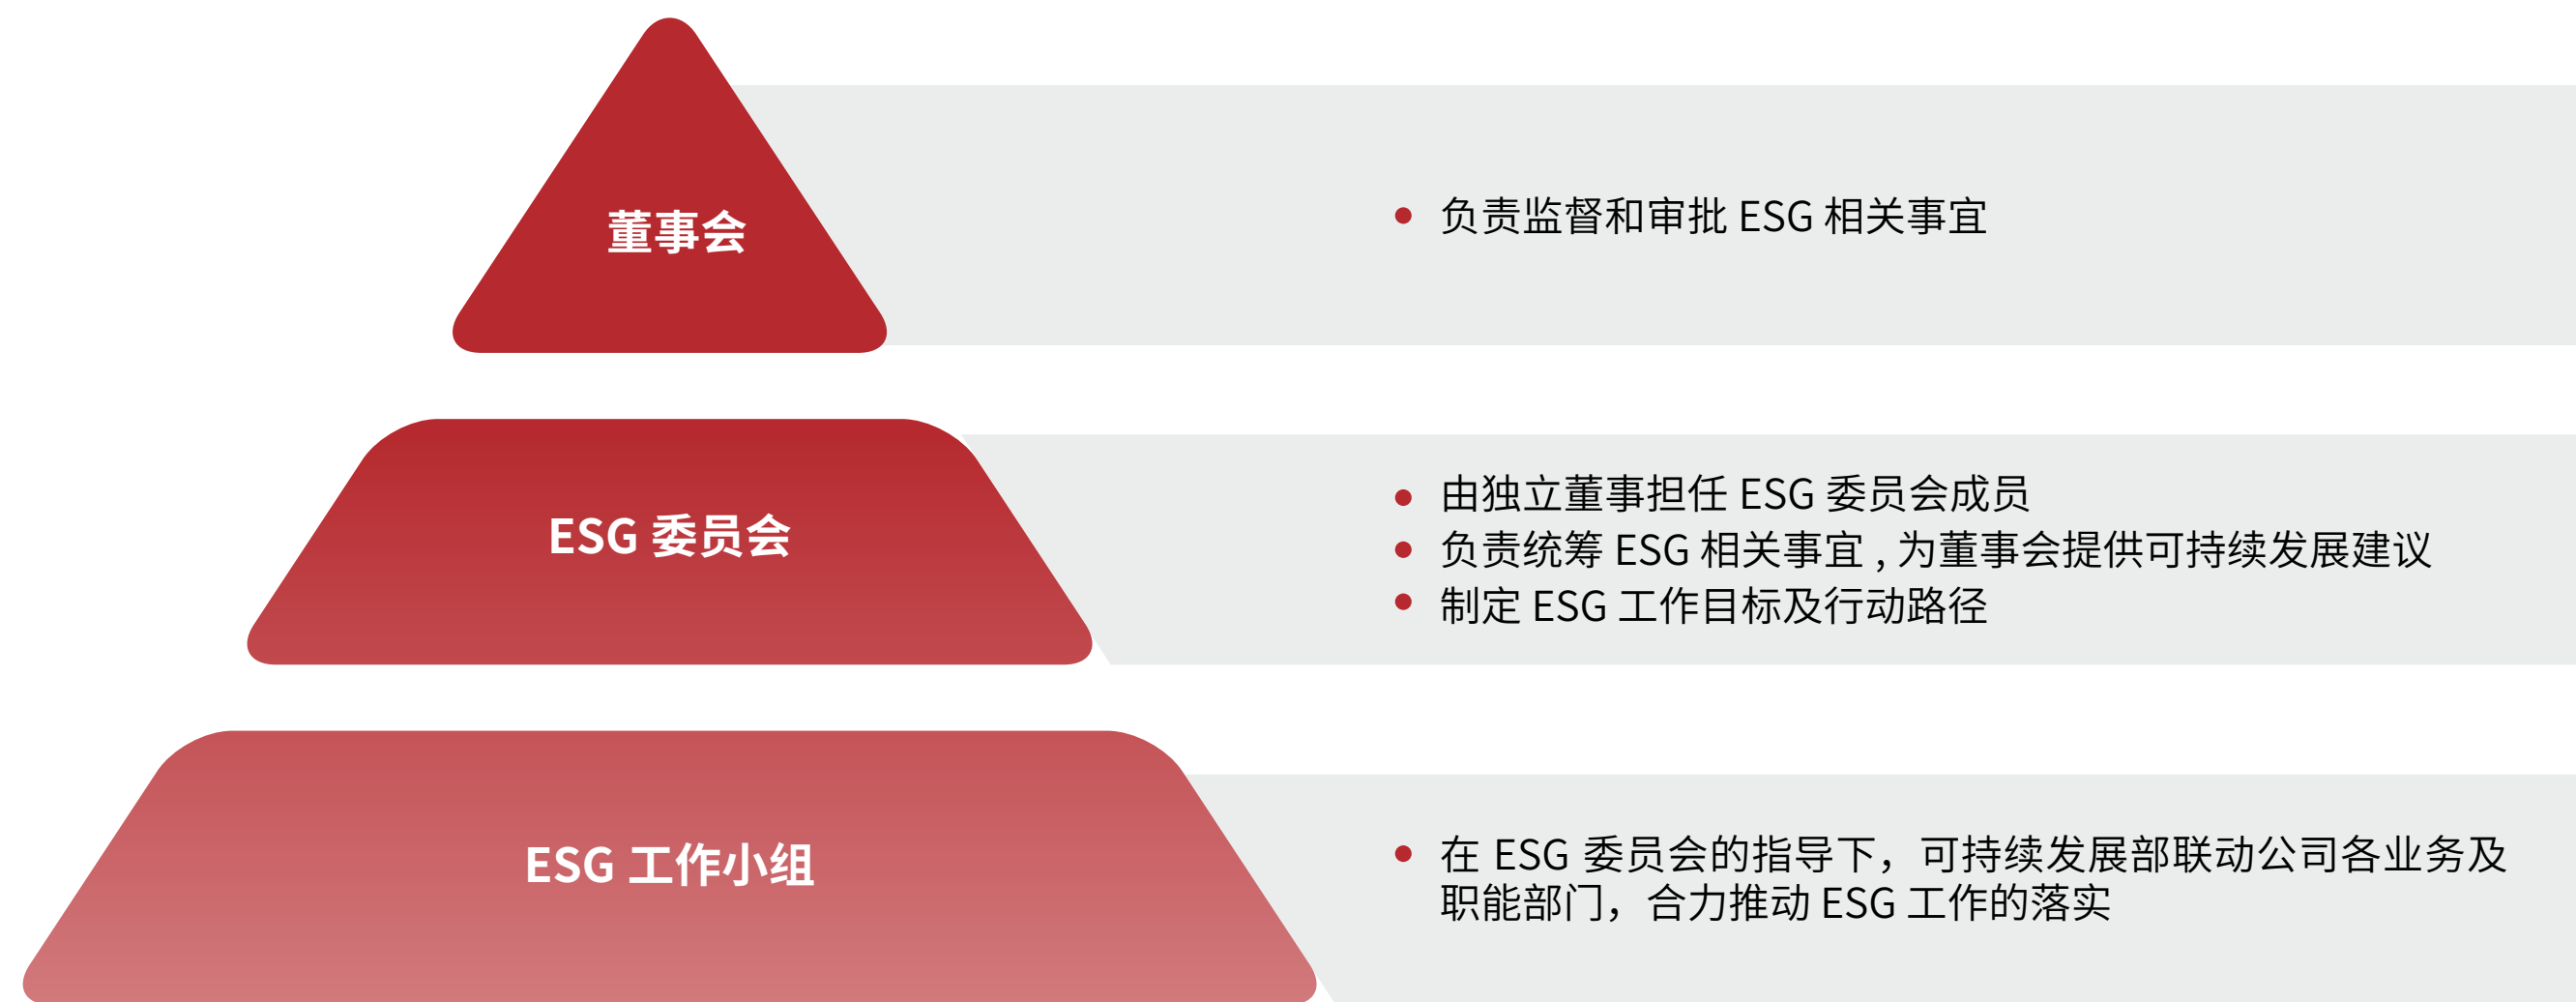 董事会
• 负责监督和审批 ESG 相关事宜
ESG 委员会
• 由独立董事担任 ESG 委员会成员
• 负责统筹 ESG 相关事宜 , 为董事会提供可持续发展建议
• 制定 ESG 工作目标及行动路径
ESG 工作小组
• 在 ESG 委员会的指导下，可持续发展部联动公司各业务及
职能部门，合力推动 ESG 工作的落实